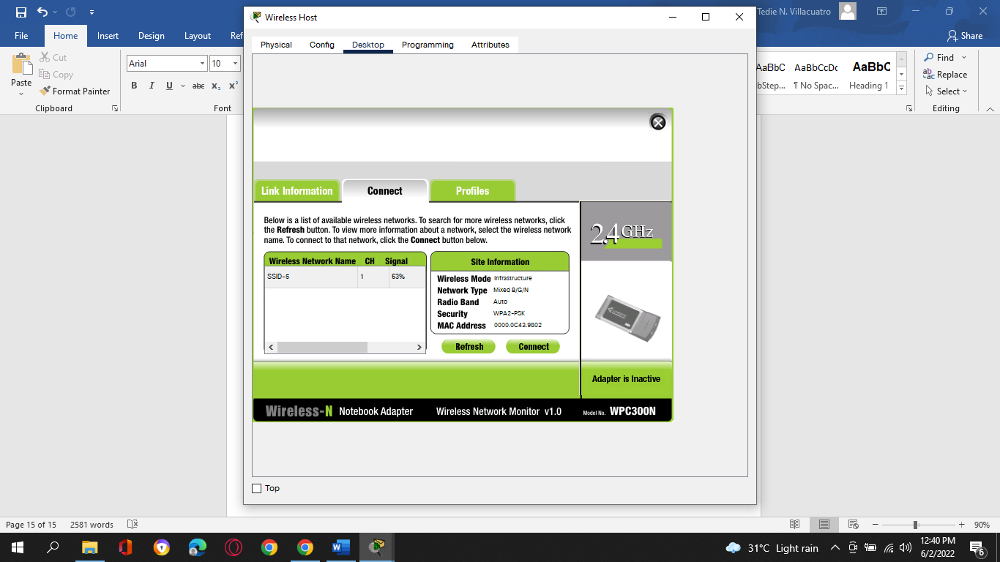 Wireless Host
Tedie N. Villacuatro
File Home Insert Design Layout Ref
Share
Physical Config Desktop Programming Attributes
Cut
Copy
Paste
Format Painter
Clipboard
Arial 10
B I U abc x₂ x²
Font
AaBbC AaBbCcDc AaBbC
bStep... ¶ No Spac... Heading 1
Find
Replace
Select
Editing
Link Information Connect Profiles
Below is a list of available wireless networks. To search for more wireless networks, click
the Refresh button. To view more information about a network, select the wireless network
name. To connect to that network, click the Connect button below.
2.4GHz
Wireless Network Name CH Signal
SSID-5 1 63%
Site Information
Wireless Mode Infrastructure
Network Type Mixed B/G/N
Radio Band Auto
Security WPA2-PSK
MAC Address 0000.0C43.9802
Refresh Connect
Adapter is Inactive
Wireless-N Notebook Adapter Wireless Network Monitor v1.0 Model No. WPC300N
Top
Page 15 of 15 2581 words
90%
31°C Light rain
12:40 PM
6/2/2022
6